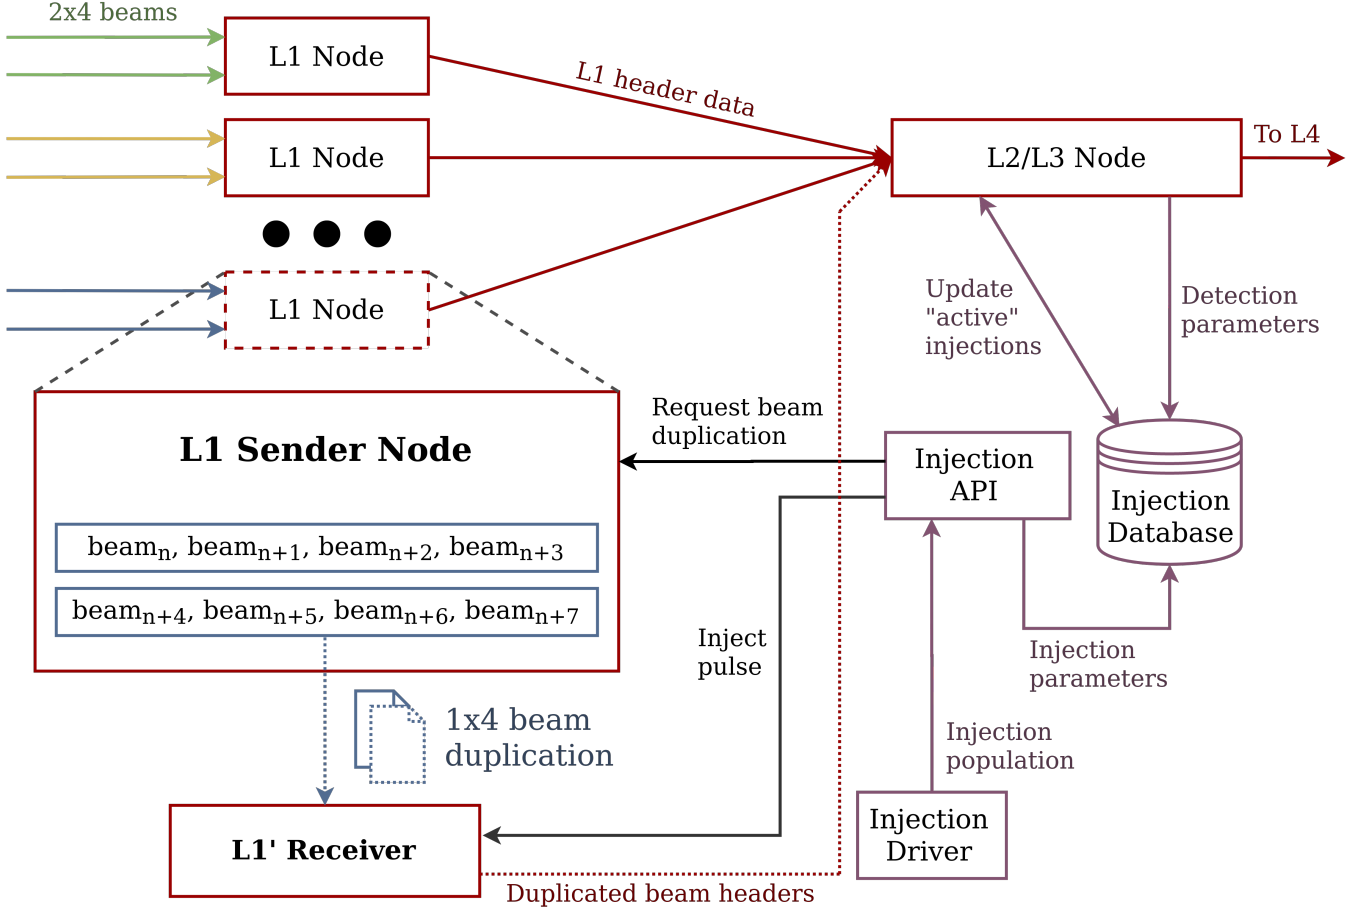 2x4 beams
L1 Node
L1 header data
L1 Node
L2/L3 Node
To L4
L1 Node
Update
"active"
injections
Detection
parameters
L1 Sender Node
Request beam
duplication
Injection
API
Injection
Database
beamn, beamn+1, beamn+2, beamn+3
beamn+4, beamn+5, beamn+6, beamn+7
Inject
pulse
Injection
parameters
1x4 beam
duplication
Injection
population
L1' Receiver
Injection
Driver
Duplicated beam headers